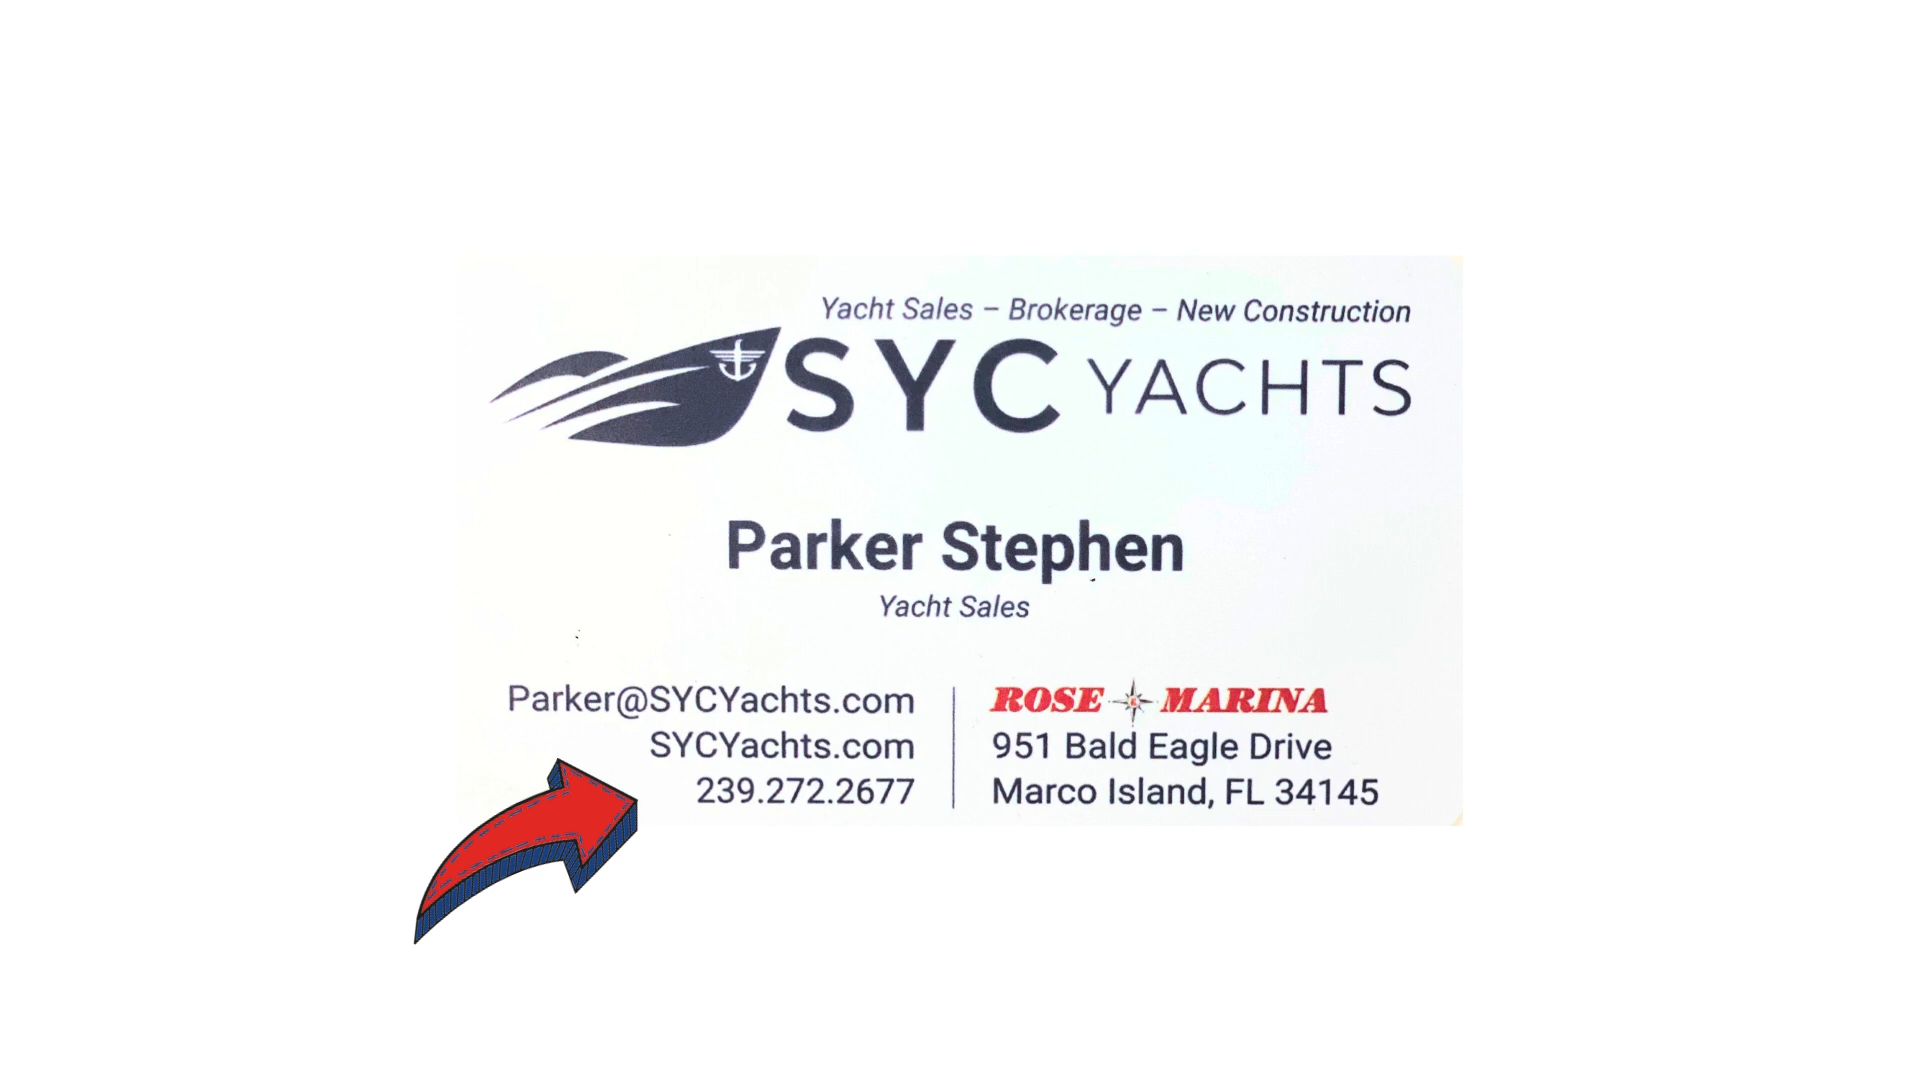 Yacht Sales – Brokerage – New Construction
SYC YACHTS
Parker Stephen
Yacht Sales
Parker@SYCYachts.com
SYCYachts.com
239.272.2677
ROSE MARINA
951 Bald Eagle Drive
Marco Island, FL 34145